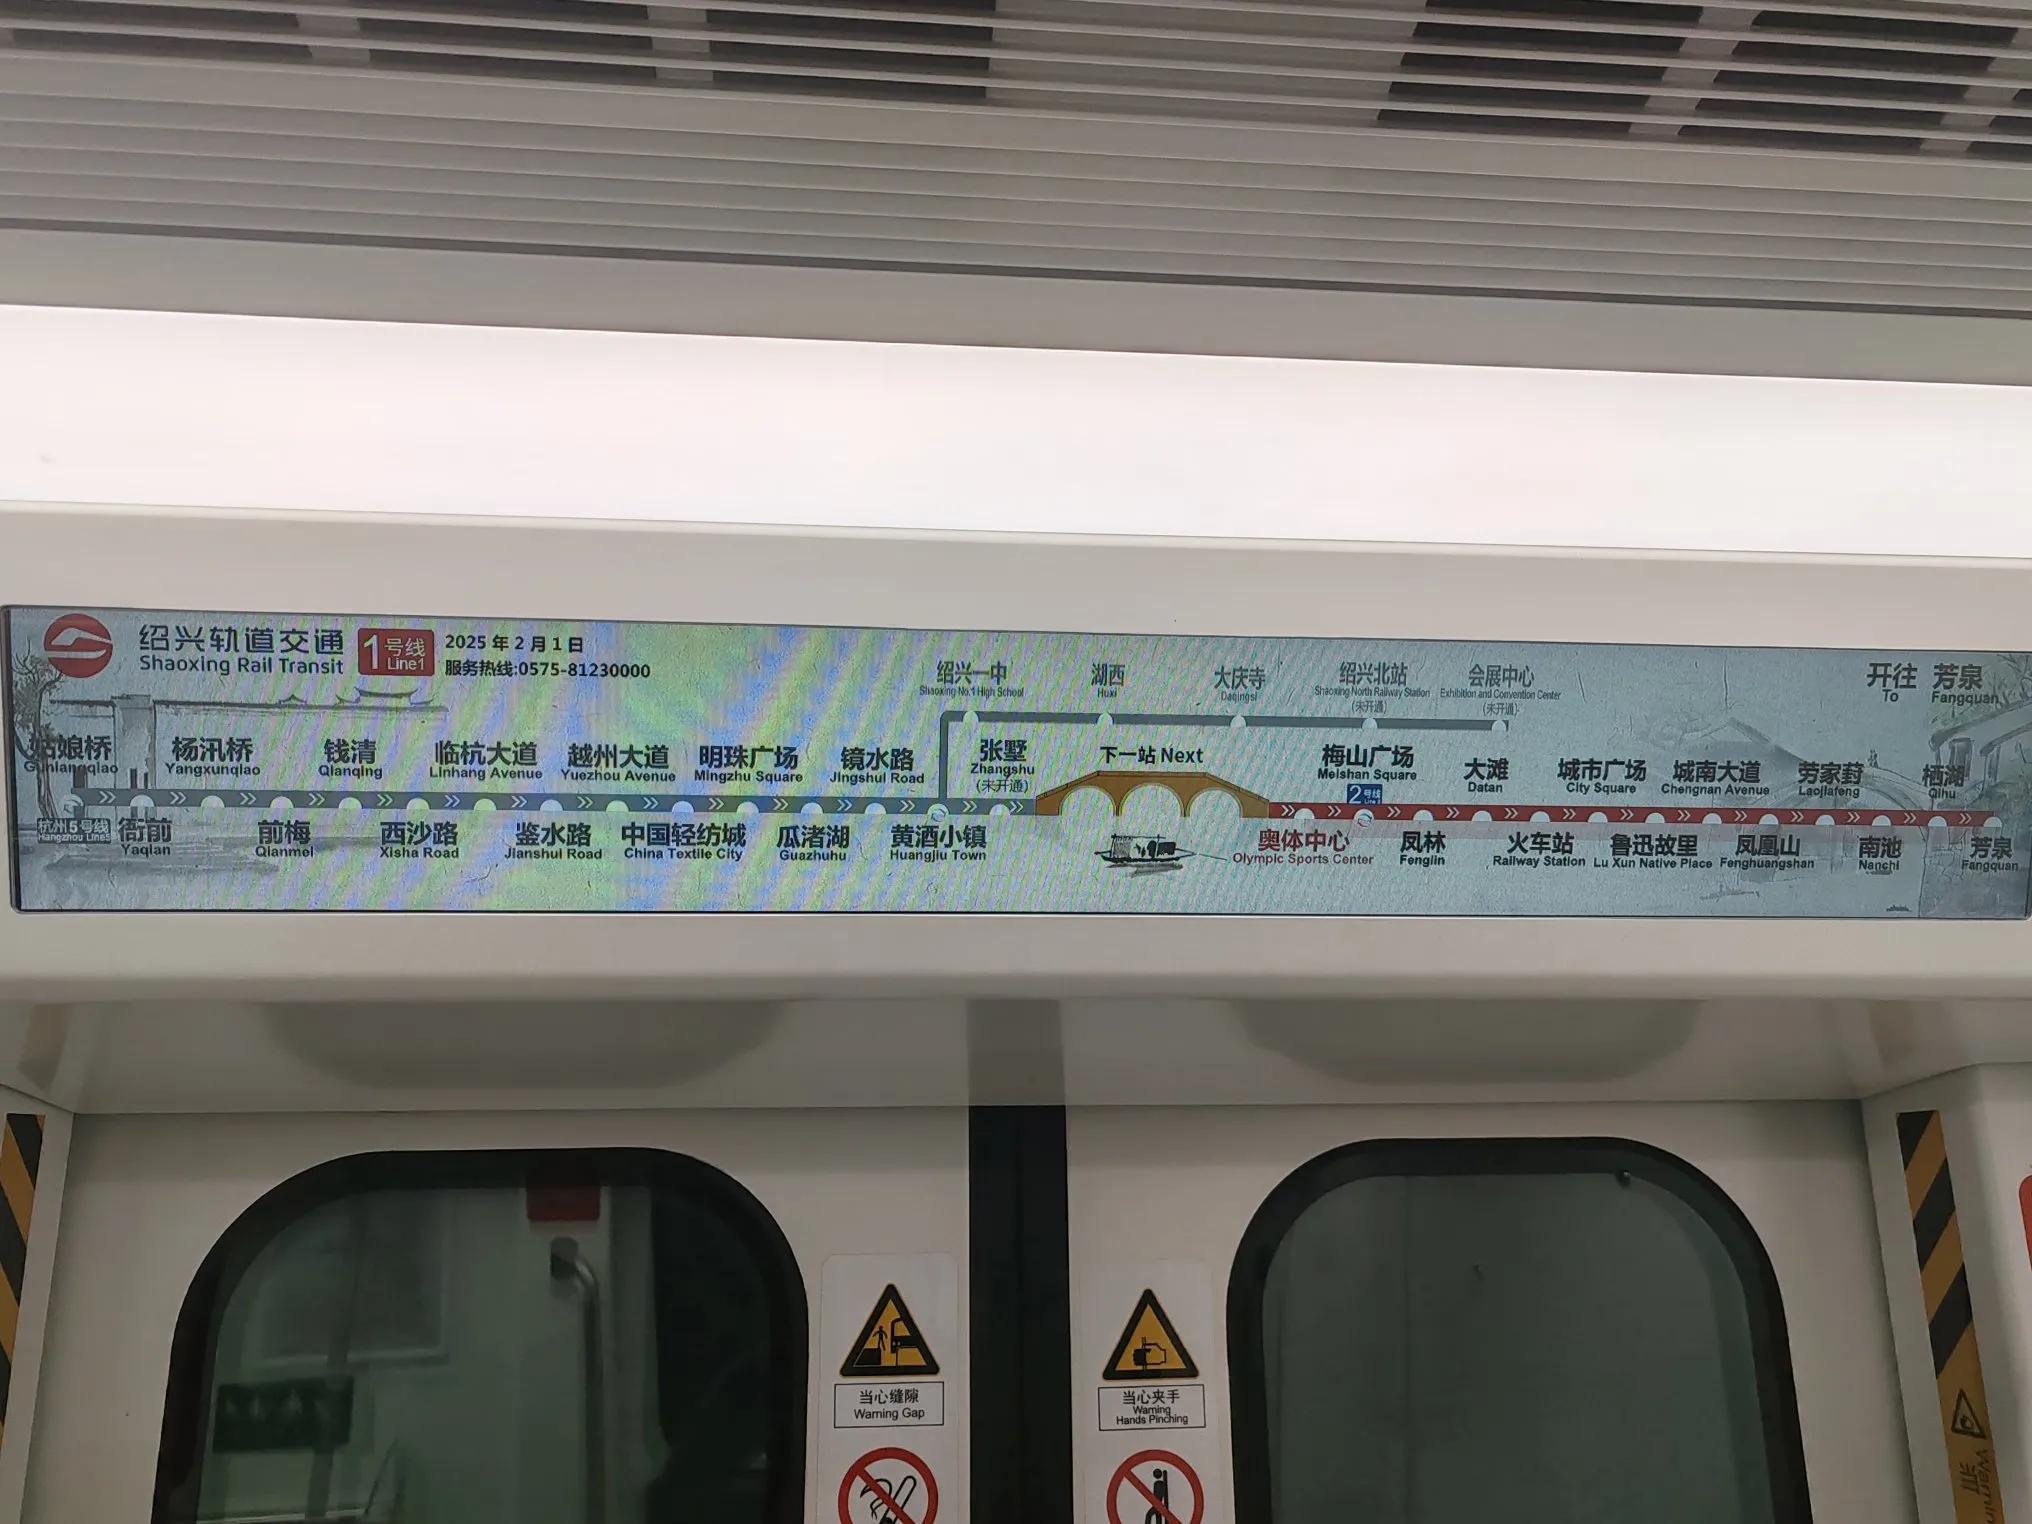 绍兴轨道交通
Shaoxing Rail Transit
1号线
Line1
2025 年 2 月 1 日
服务热线:0575-81230000
绍兴一中
Shaoxing No.1 High School
湖西
Huxi
大庆寺
Daqingsi
绍兴北站
Shaoxing North Railway Station
(未开通)
会展中心
Exhibition and Convention Center
(未开通)
开往 芳泉
To Fangquan
姑娘桥
Guniangqiao
杨汛桥
Yangxunqiao
钱清
Qianqing
临杭大道
Linhang Avenue
越州大道
Yuezhou Avenue
明珠广场
Mingzhu Square
镜水路
Jingshui Road
张墅
Zhangshu
(未开通)
下一站 Next
梅山广场
Meishan Square
2号线
大滩
Datan
城市广场
City Square
城南大道
Chengnan Avenue
劳家葑
Laojiafeng
栖湖
Qihu
杭州5号线
Hangzhou Line5
衙前
Yaqian
前梅
Qianmei
西沙路
Xisha Road
鉴水路
Jianshui Road
中国轻纺城
China Textile City
瓜渚湖
Guazhuhu
黄酒小镇
Huangjiu Town
奥体中心
Olympic Sports Center
凤林
Fenglin
火车站
Railway Station
鲁迅故里
Lu Xun Native Place
凤凰山
Fenghuangshan
南池
Nanchi
芳泉
Fangquan
当心缝隙
Warning Gap
当心夹手
Warning
Hands Pinching